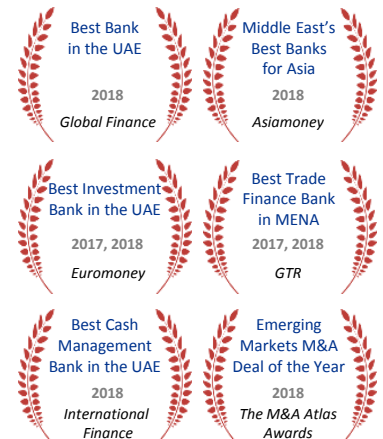 Best Bank
in the UAE
2018
Global Finance
Middle East's
Best Banks
for Asia
2018
Asiamoney
Best Investment
Bank in the UAE
2017, 2018
Euromoney
Best Trade
Finance Bank
in MENA
2017, 2018
GTR
Best Cash
Management
Bank in the UAE
2018
International
Finance
Emerging
Markets M&A
Deal of the Year
2018
The M&A Atlas
Awards